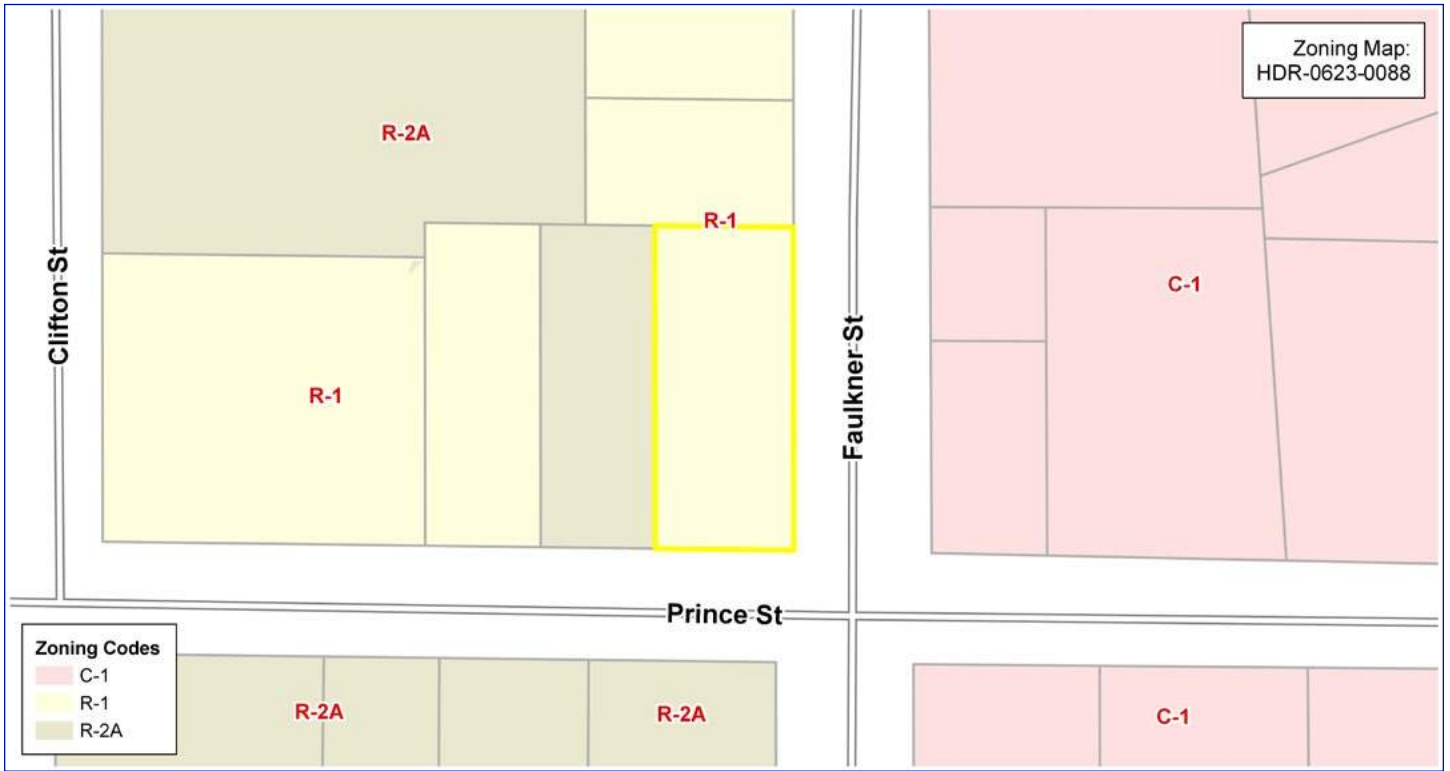 Zoning Map:
HDR-0623-0088
R-2A
R-1
C-1
Clifton St
Faulkner St
R-1
Prince St
Zoning Codes
C-1
R-1
R-2A
R-2A
R-2A
C-1